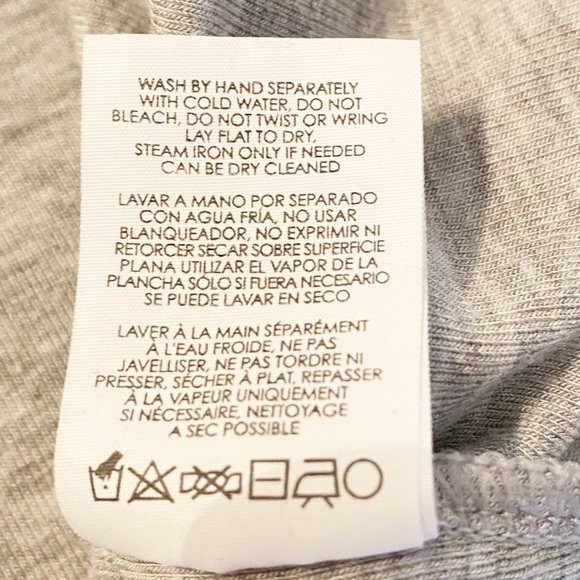 WASH BY HAND SEPARATELY
WITH COLD WATER, DO NOT
BLEACH, DO NOT TWIST OR WRING
LAY FLAT TO DRY,
STEAM IRON ONLY IF NEEDED
CAN BE DRY CLEANED
LAVAR A MANO POR SEPARADO
CON AGUA FRÍA, NO USAR
BLANQUEADOR, NO EXPRIMIR NI
RETORCER SECAR SOBRE SUPERFICIE
PLANA UTILIZAR EL VAPOR DE LA
PLANCHA SÓLO SI FUERA NECESARIO
SE PUEDE LAVAR EN SECO
LAVER À LA MAIN SÉPARÉMENT
À L'EAU FROIDE, NE PAS
JAVELLISER, NE PAS TORDRE NI
PRESSER, SÉCHER À PLAT, REPASSER
À LA VAPEUR UNIQUEMENT
SI NÉCESSAIRE, NETTOYAGE
A SEC POSSIBLE